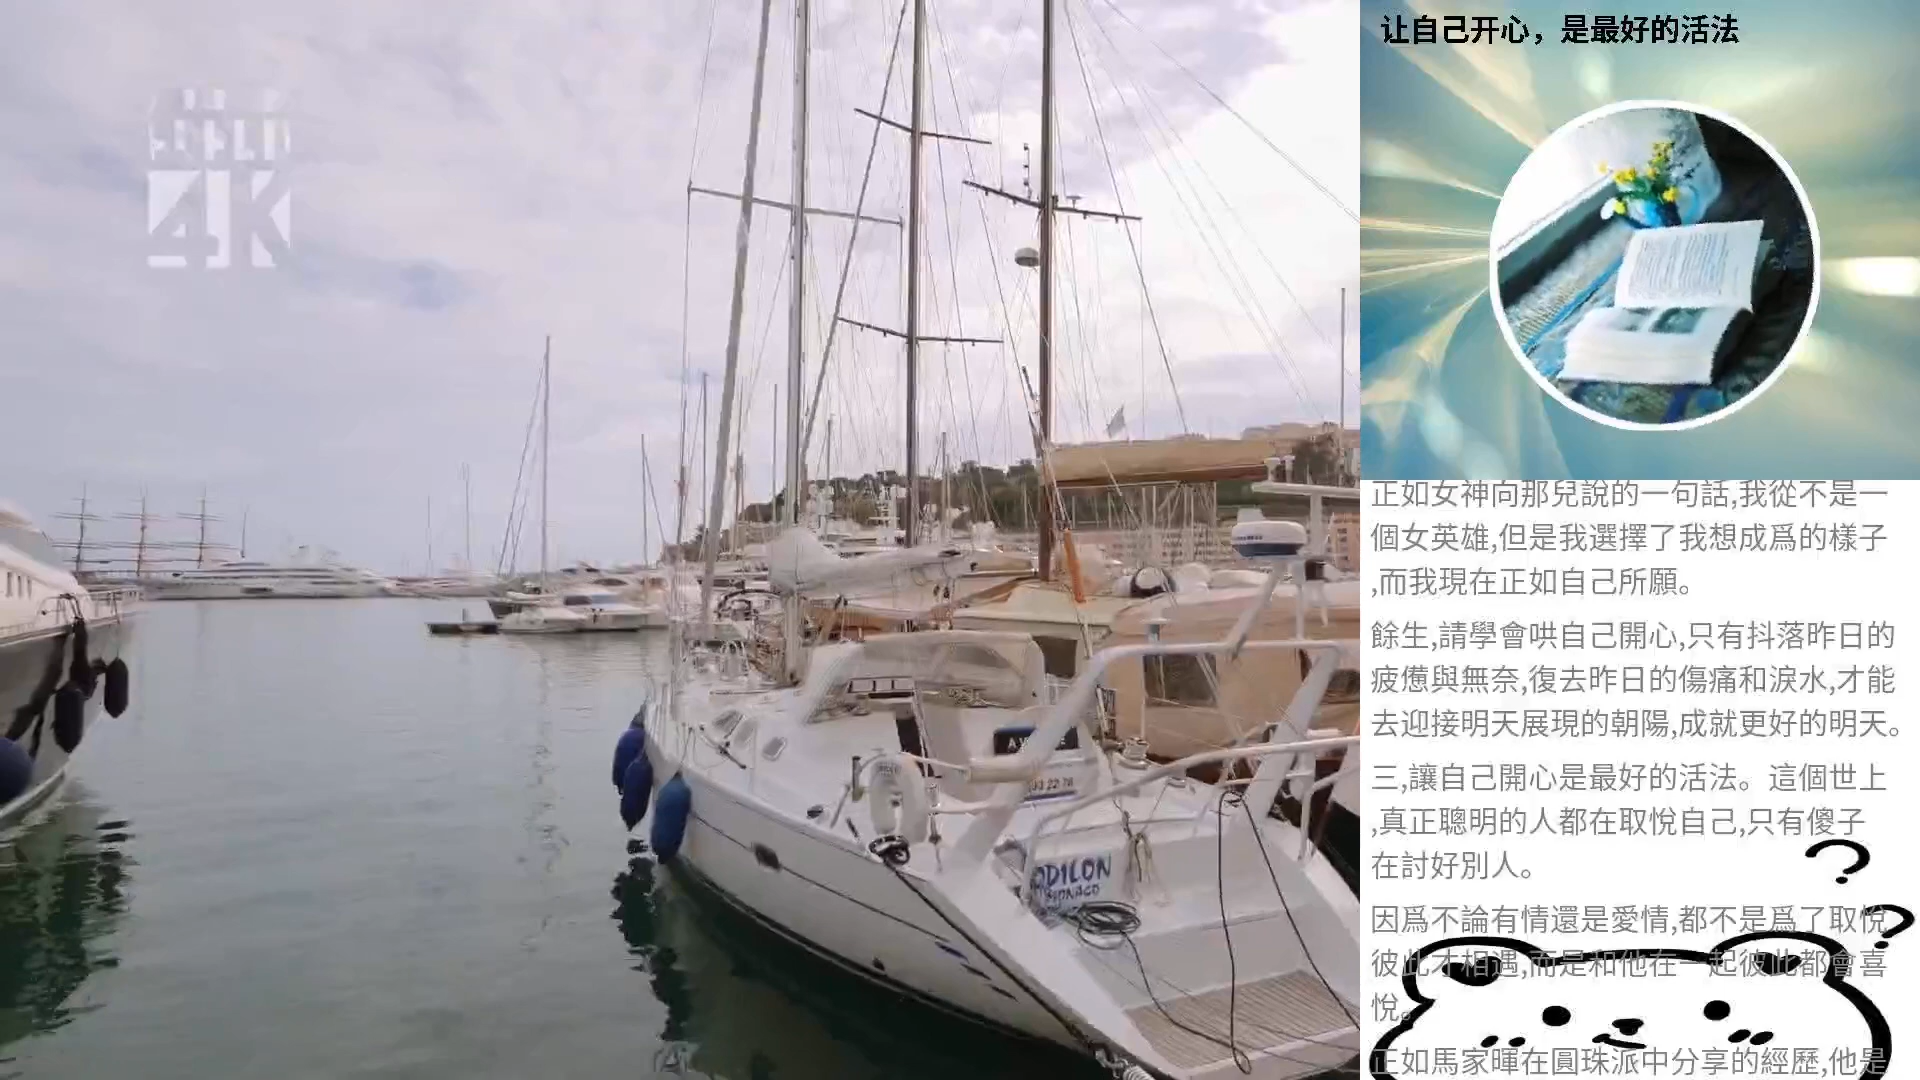 4K
让自己开心，是最好的活法
正如女神向那兒說的一句話,我從不是一
個女英雄,但是我選擇了我想成爲的樣子
,而我現在正如自己所願。
餘生,請學會哄自己開心,只有抖落昨日的
疲憊與無奈,復去昨日的傷痛和淚水,才能
去迎接明天展現的朝陽,成就更好的明天。
三,讓自己開心是最好的活法。這個世上
,真正聰明的人都在取悅自己,只有傻子
在討好別人。
因爲不論有情還是愛情,都不是爲了取悅
彼此才相遇,而是和他在一起彼此都會喜
悅。
正如馬家暉在圓珠派中分享的經歷,他是
ODILON
MONACO
22 78